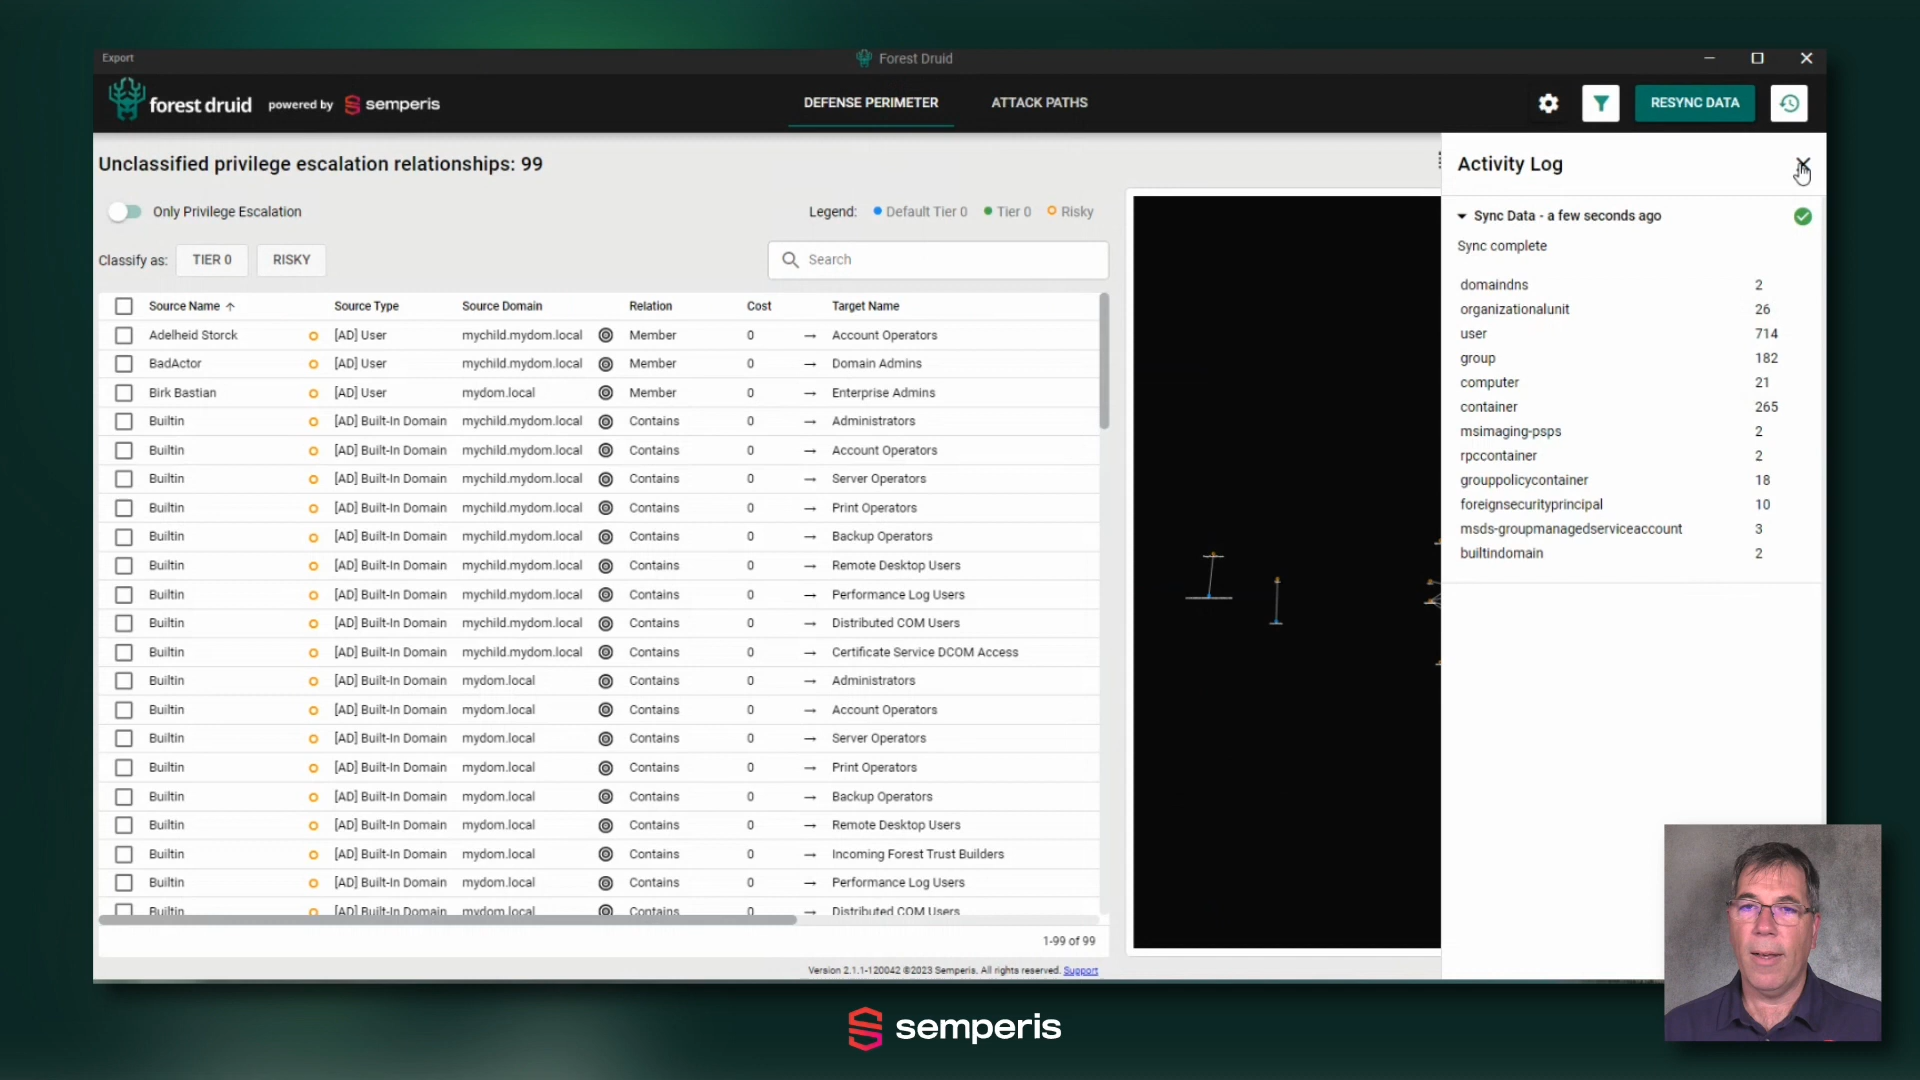 Export
Forest Druid
forest druid powered by semperis
DEFENSE PERIMETER
ATTACK PATHS
RESYNC DATA
Unclassified privilege escalation relationships: 99
Only Privilege Escalation
Legend: Default Tier 0 Tier 0 Risky
Classify as: TIER 0 RISKY
Search
Source Name Source Type Source Domain Relation Cost Target Name
Adelheid Storck [AD] User mychild.mydom.local Member 0 → Account Operators
BadActor [AD] User mychild.mydom.local Member 0 → Domain Admins
Birk Bastian [AD] User mydom.local Member 0 → Enterprise Admins
Builtin [AD] Built-In Domain mychild.mydom.local Contains 0 → Administrators
Builtin [AD] Built-In Domain mychild.mydom.local Contains 0 → Account Operators
Builtin [AD] Built-In Domain mychild.mydom.local Contains 0 → Server Operators
Builtin [AD] Built-In Domain mychild.mydom.local Contains 0 → Print Operators
Builtin [AD] Built-In Domain mychild.mydom.local Contains 0 → Backup Operators
Builtin [AD] Built-In Domain mychild.mydom.local Contains 0 → Remote Desktop Users
Builtin [AD] Built-In Domain mychild.mydom.local Contains 0 → Performance Log Users
Builtin [AD] Built-In Domain mychild.mydom.local Contains 0 → Distributed COM Users
Builtin [AD] Built-In Domain mychild.mydom.local Contains 0 → Certificate Service DCOM Access
Builtin [AD] Built-In Domain mydom.local Contains 0 → Administrators
Builtin [AD] Built-In Domain mydom.local Contains 0 → Account Operators
Builtin [AD] Built-In Domain mydom.local Contains 0 → Server Operators
Builtin [AD] Built-In Domain mydom.local Contains 0 → Print Operators
Builtin [AD] Built-In Domain mydom.local Contains 0 → Backup Operators
Builtin [AD] Built-In Domain mydom.local Contains 0 → Remote Desktop Users
Builtin [AD] Built-In Domain mydom.local Contains 0 → Incoming Forest Trust Builders
Builtin [AD] Built-In Domain mydom.local Contains 0 → Performance Log Users
Builtin [AD] Built-In Domain mydom.local Contains 0 → Distributed COM Users
1-99 of 99
Version 2.1.1-120042 ©2023 Semperis. All rights reserved. Support
Activity Log
Sync Data - a few seconds ago
Sync complete
domaindns 2
organizationalunit 26
user 714
group 182
computer 21
container 265
msimaging-psps 2
rpccontainer 2
grouppolicycontainer 18
foreignsecurityprincipal 10
msds-groupmanagedserviceaccount 3
builtindomain 2
semperis